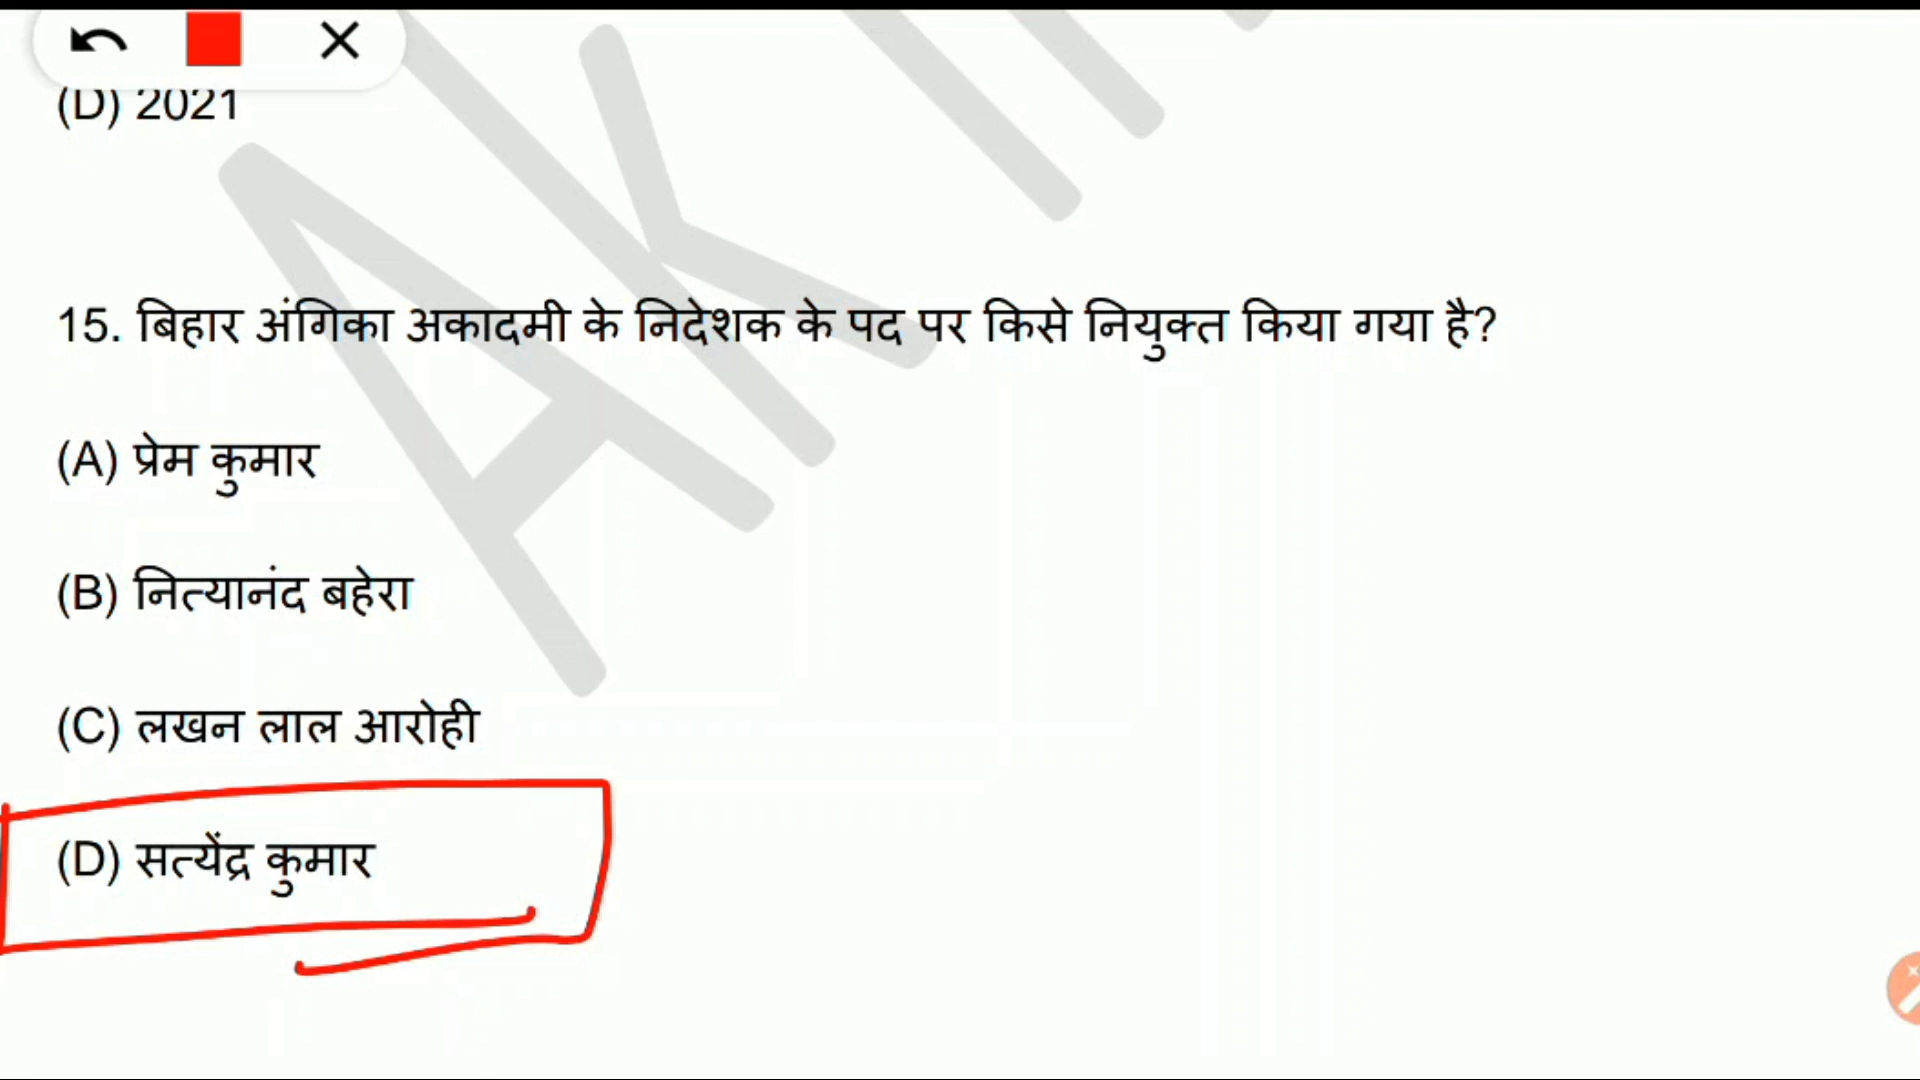 (D) 2021
15. बिहार अंगिका अकादमी के निदेशक के पद पर किसे नियुक्त किया गया है?
(A) प्रेम कुमार
(B) नित्यानंद बहेरा
(C) लखन लाल आरोही
(D) सत्येंद्र कुमार